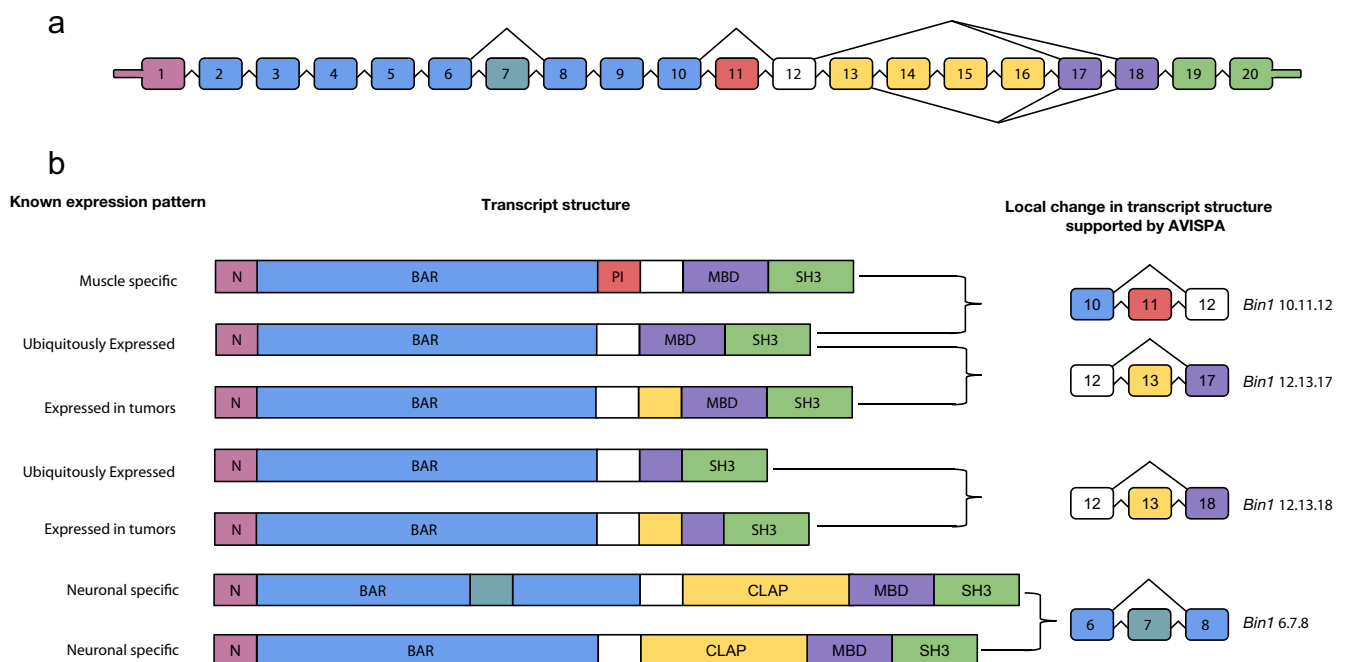 a
1 2 3 4 5 6 7 8 9 10 11 12 13 14 15 16 17 18 19 20
b
Known expression pattern
Transcript structure
Local change in transcript structure
supported by AVISPA
Muscle specific
N BAR PI MBD SH3
10 11 12 Bin1 10.11.12
Ubiquitously Expressed
N BAR MBD SH3
12 13 17 Bin1 12.13.17
Expressed in tumors
N BAR MBD SH3
Ubiquitously Expressed
N BAR SH3
12 13 18 Bin1 12.13.18
Expressed in tumors
N BAR SH3
Neuronal specific
N BAR CLAP MBD SH3
6 7 8 Bin1 6.7.8
Neuronal specific
N BAR CLAP MBD SH3